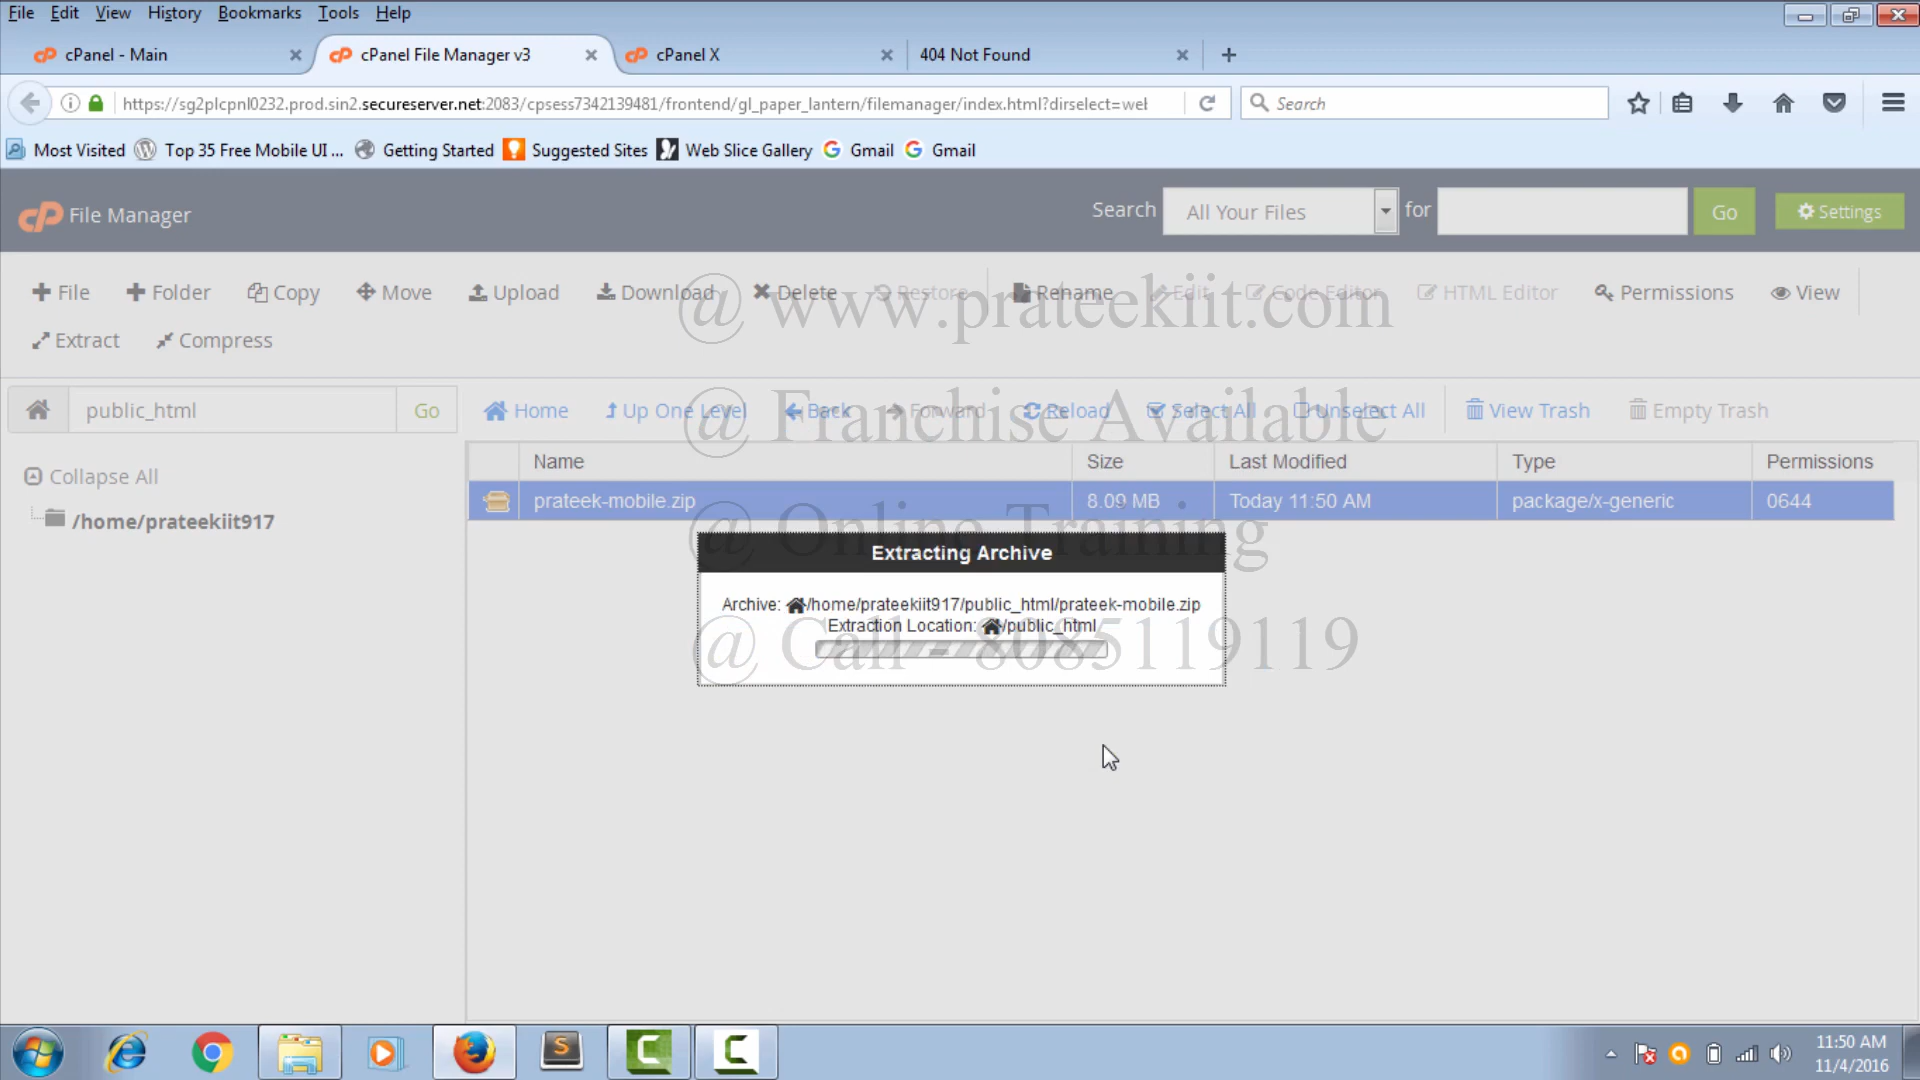 File Edit View History Bookmarks Tools Help
cPanel - Main cPanel File Manager v3 cPanel X 404 Not Found
https://sg2plcpnl0232.prod.sin2.secureserver.net:2083/cpsess7342139481/frontend/gl_paper_lantern/filemanager/index.html?dirselect=wel Search
Most Visited Top 35 Free Mobile UI ... Getting Started Suggested Sites Web Slice Gallery Gmail Gmail
cP File Manager Search All Your Files for Go Settings
File Folder Copy Move Upload Download Delete Restore Rename Edit Code Editor HTML Editor Permissions View
@ www.prateekiit.com
Extract Compress
public_html Go Home Up One Level Back Forward Reload Select All Unselect All View Trash Empty Trash
@ Franchise Available
Collapse All
/home/prateekiit917
Name Size Last Modified Type Permissions
prateek-mobile.zip 8.09 MB Today 11:50 AM package/x-generic 0644
@ Online Training
Extracting Archive
Archive: /home/prateekiit917/public_html/prateek-mobile.zip
Extraction Location: /public_html
@ Call - 8085119119
11:50 AM
11/4/2016